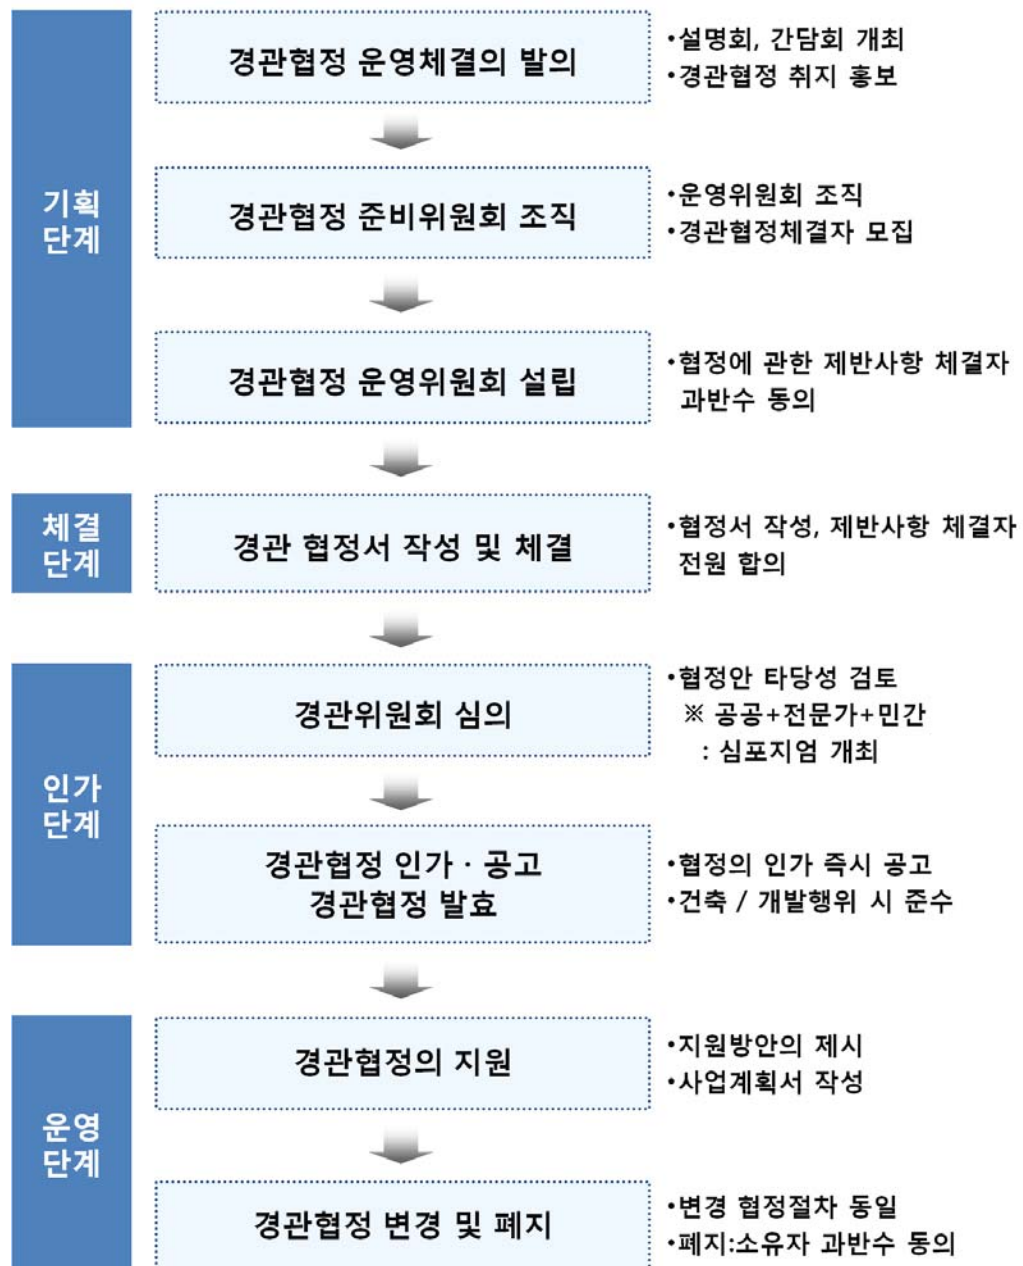 기획
단계
경관협정 운영체결의 발의
•설명회, 간담회 개최
•경관협정 취지 홍보
경관협정 준비위원회 조직
•운영위원회 조직
•경관협정체결자 모집
경관협정 운영위원회 설립
•협정에 관한 제반사항 체결자
과반수 동의
체결
단계
경관 협정서 작성 및 체결
•협정서 작성, 제반사항 체결자
전원 합의
인가
단계
경관위원회 심의
•협정안 타당성 검토
※ 공공+전문가+민간
: 심포지엄 개최
경관협정 인가 · 공고
경관협정 발효
•협정의 인가 즉시 공고
•건축 / 개발행위 시 준수
운영
단계
경관협정의 지원
•지원방안의 제시
•사업계획서 작성
경관협정 변경 및 폐지
•변경 협정절차 동일
•폐지:소유자 과반수 동의